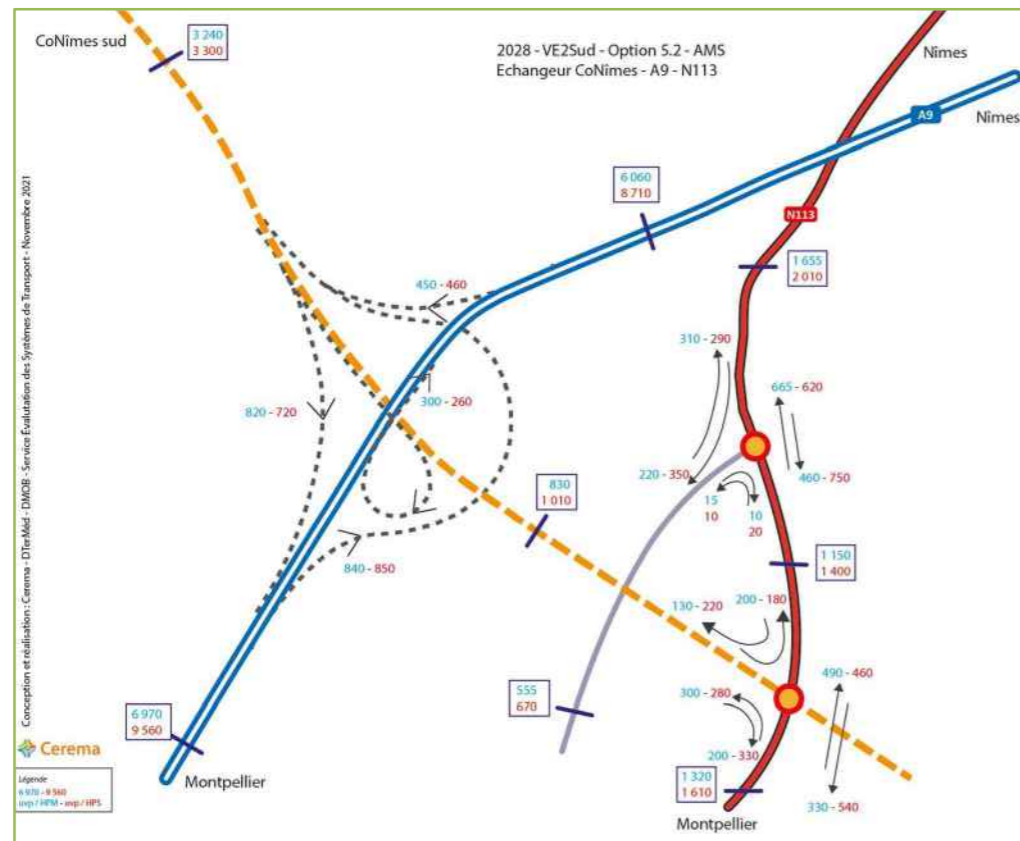 CoNîmes sud
3 240
3 300
2028 - VE2Sud - Option 5.2 - AMS
Echangeur CoNîmes - A9 - N113
Nîmes
A9
Nîmes
6 060
8 710
N113
1 655
2 010
450 - 460
310 - 290
300 - 260
665 - 620
820 - 720
220 - 350
460 - 750
15
10
10
20
830
1 010
840 - 850
1 150
1 400
130 - 220
200 - 180
490 - 460
555
670
300 - 280
200 - 330
6 970
9 560
Montpellier
1 320
1 610
330 - 540
Montpellier
Conception et réalisation : Cerema - DTerMéd - DMOB - Service Evalutation des Systèmes de Transport - Novembre 2021
Cerema
Légende
6 970 - 9 560
uvp / HPM - uvp / HPS